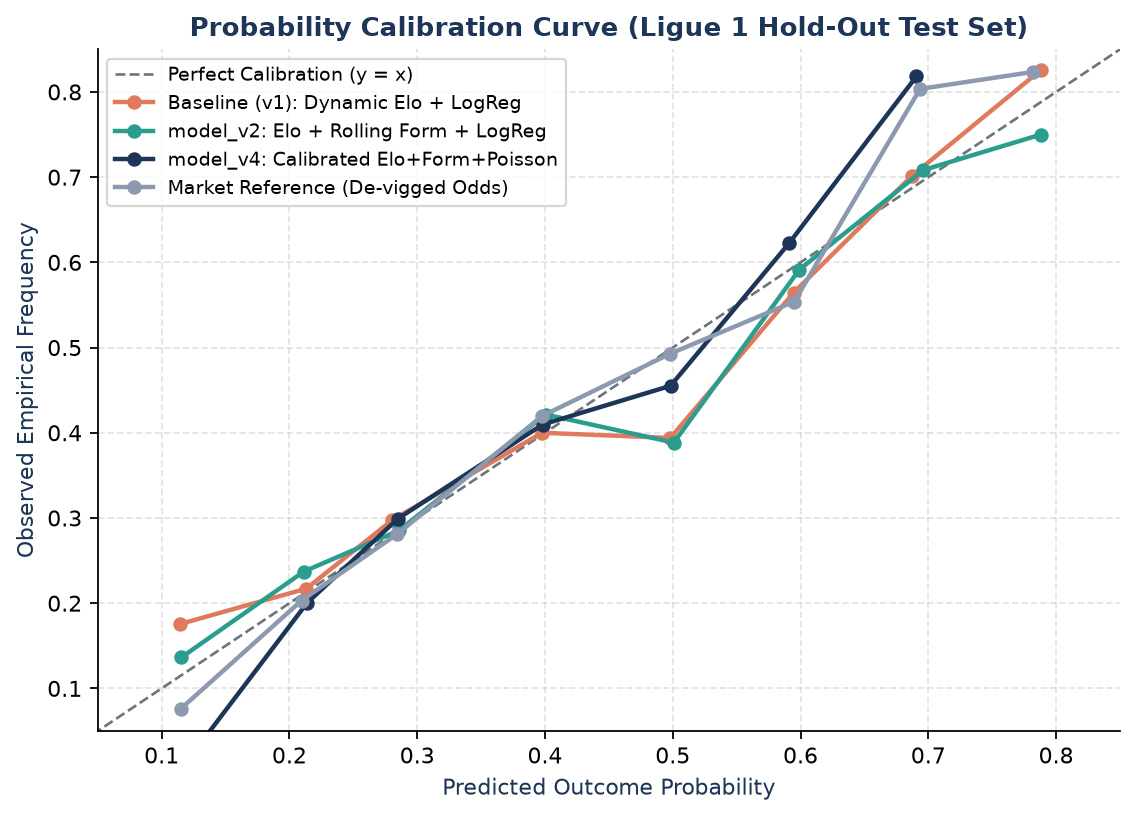 Probability Calibration Curve (Ligue 1 Hold-Out Test Set)
Perfect Calibration (y = x)
Baseline (v1): Dynamic Elo + LogReg
model_v2: Elo + Rolling Form + LogReg
model_v4: Calibrated Elo+Form+Poisson
Market Reference (De-vigged Odds)
Observed Empirical Frequency
0.8
0.7
0.6
0.5
0.4
0.3
0.2
0.1
0.1 0.2 0.3 0.4 0.5 0.6 0.7 0.8
Predicted Outcome Probability